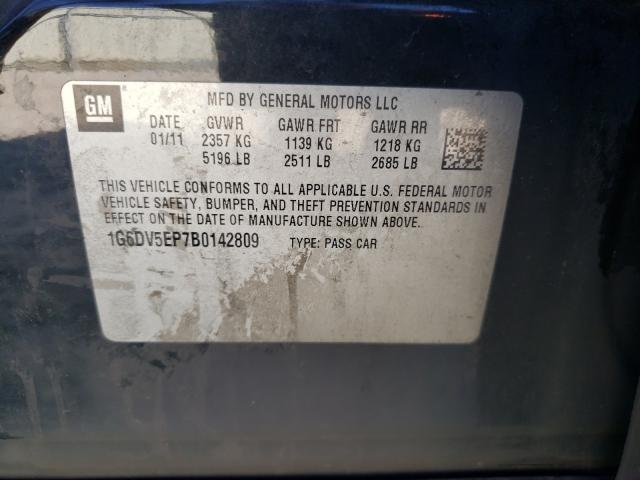 GM
MFD BY GENERAL MOTORS LLC
DATE GVWR GAWR FRT GAWR RR
01/11 2357 KG 1139 KG 1218 KG
5196 LB 2511 LB 2685 LB
THIS VEHICLE CONFORMS TO ALL APPLICABLE U.S. FEDERAL MOTOR
VEHICLE SAFETY, BUMPER, AND THEFT PREVENTION STANDARDS IN
EFFECT ON THE DATE OF MANUFACTURE SHOWN ABOVE.
1G6DV5EP7B0142809 TYPE: PASS CAR